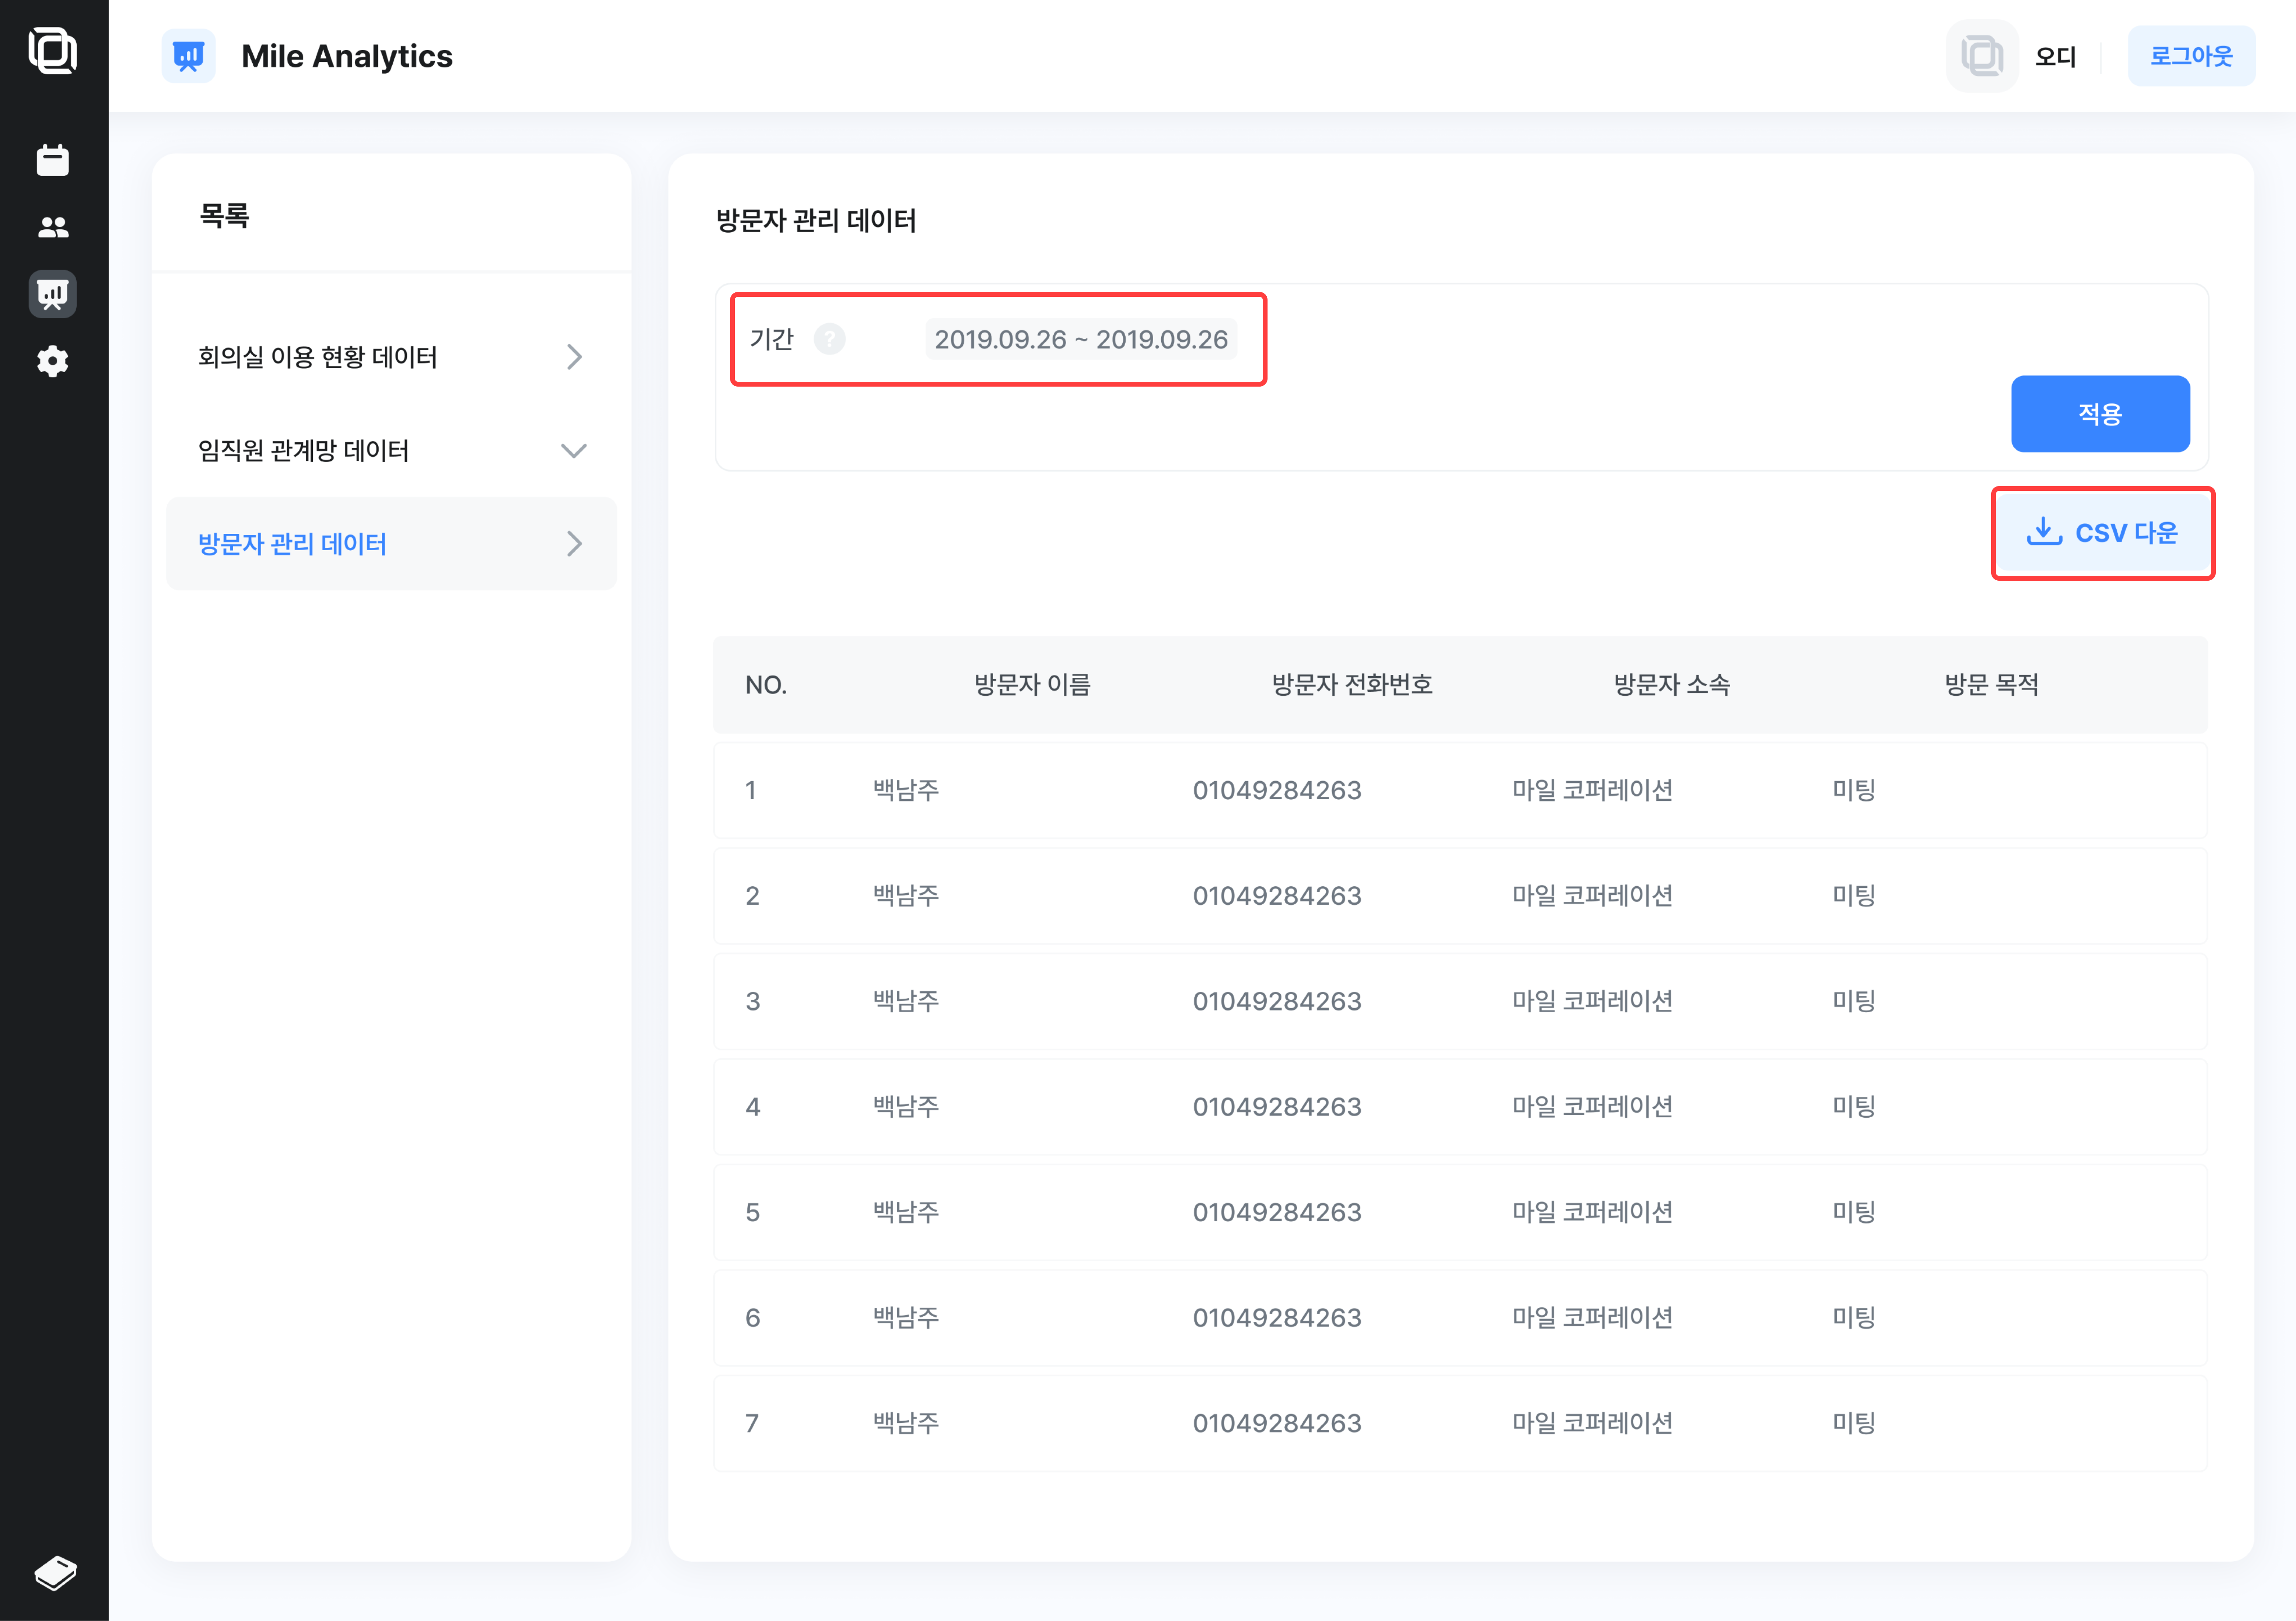 Mile Analytics
오디
로그아웃
목록
회의실 이용 현황 데이터
임직원 관계망 데이터
방문자 관리 데이터
방문자 관리 데이터
기간 ? 2019.09.26 ~ 2019.09.26
적용
CSV 다운
NO. 방문자 이름 방문자 전화번호 방문자 소속 방문 목적
1 백남주 01049284263 마일 코퍼레이션 미팅
2 백남주 01049284263 마일 코퍼레이션 미팅
3 백남주 01049284263 마일 코퍼레이션 미팅
4 백남주 01049284263 마일 코퍼레이션 미팅
5 백남주 01049284263 마일 코퍼레이션 미팅
6 백남주 01049284263 마일 코퍼레이션 미팅
7 백남주 01049284263 마일 코퍼레이션 미팅